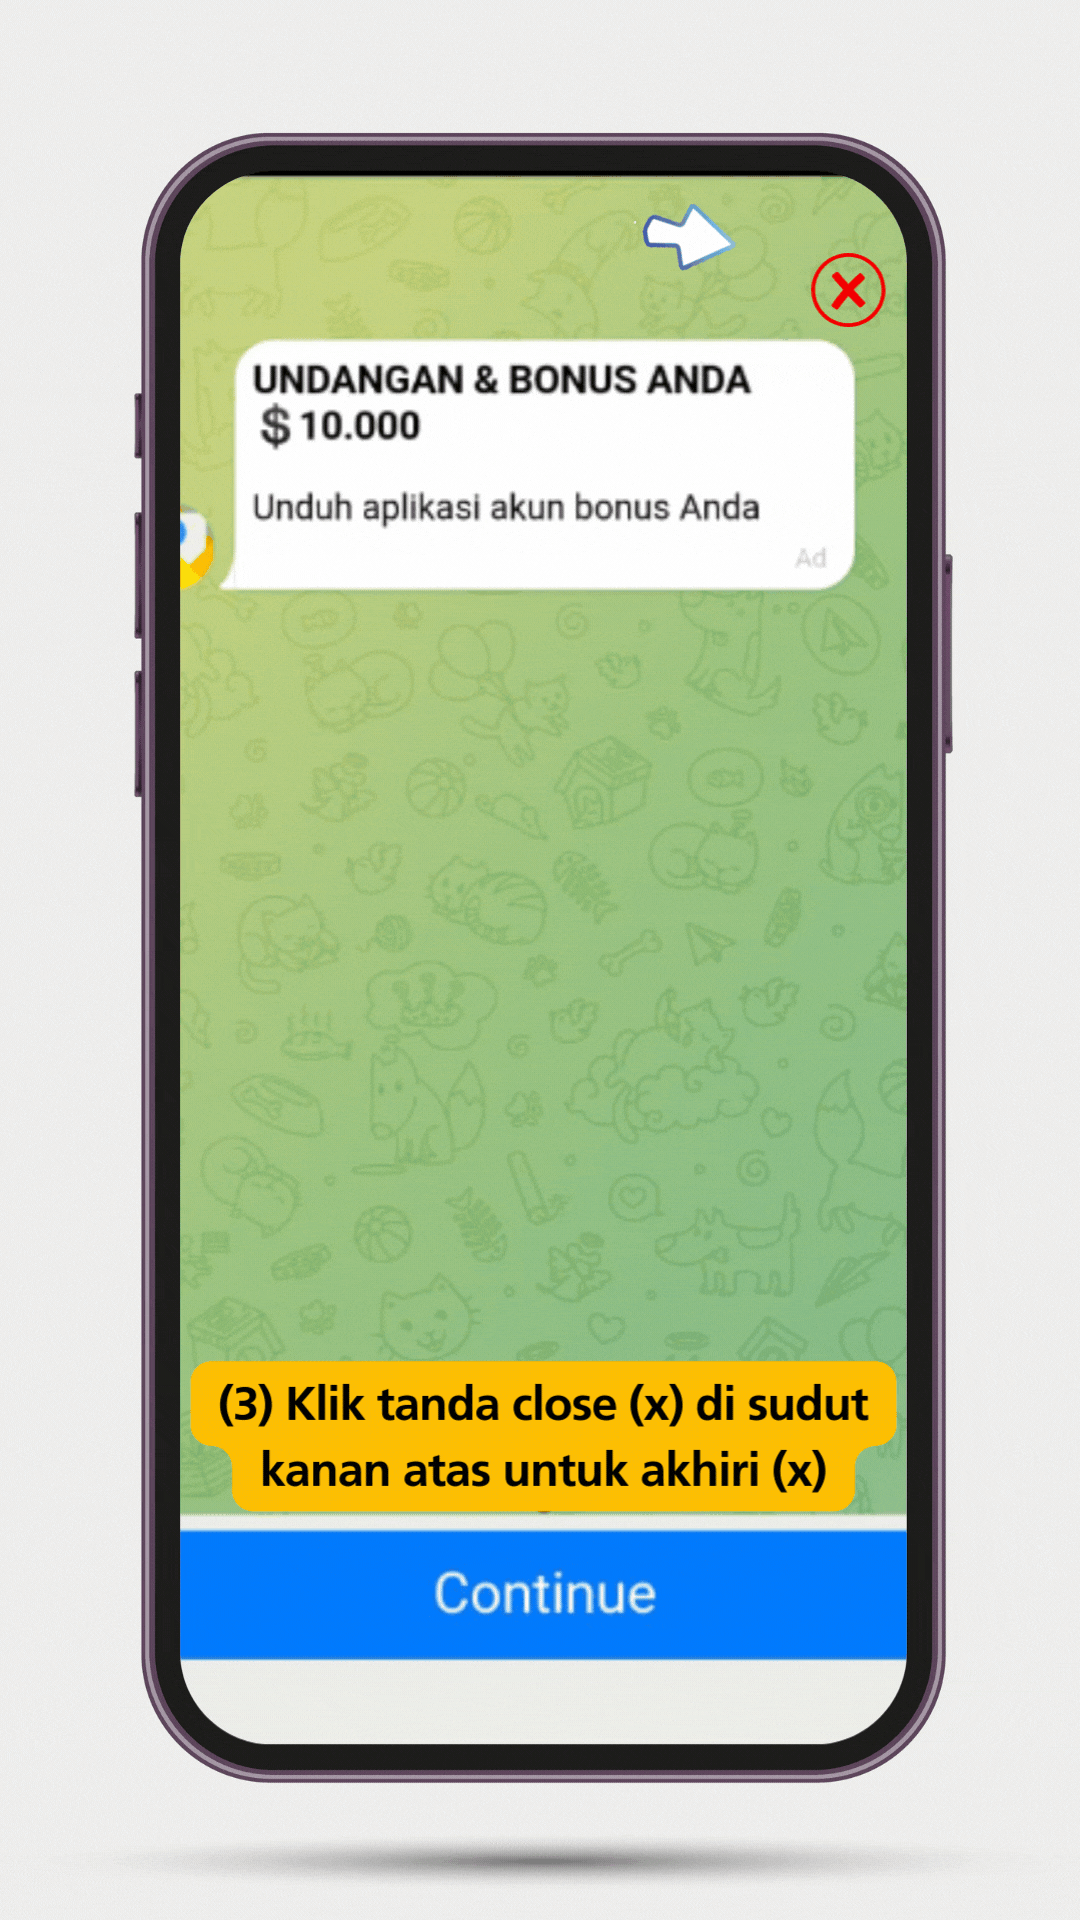 UNDANGAN & BONUS ANDA
$ 10.000
Unduh aplikasi akun bonus Anda
Ad
(3) Klik tanda close (x) di sudut
kanan atas untuk akhiri (x)
Continue